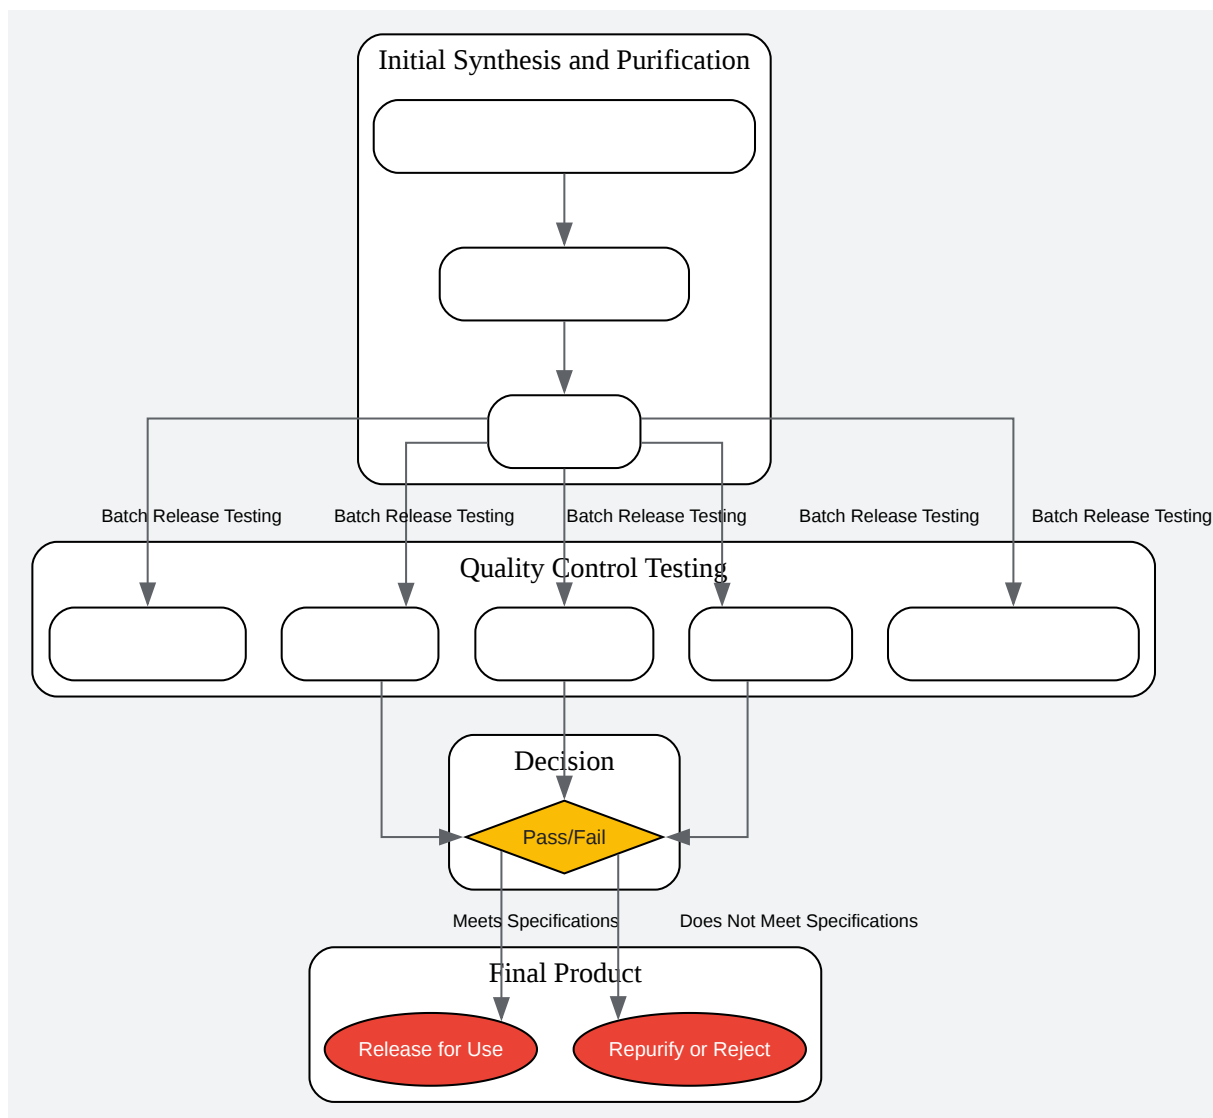 Initial Synthesis and Purification
Batch Release Testing
Batch Release Testing
Batch Release Testing
Batch Release Testing
Batch Release Testing
Quality Control Testing
Decision
Pass/Fail
Meets Specifications
Does Not Meet Specifications
Final Product
Release for Use
Repurify or Reject